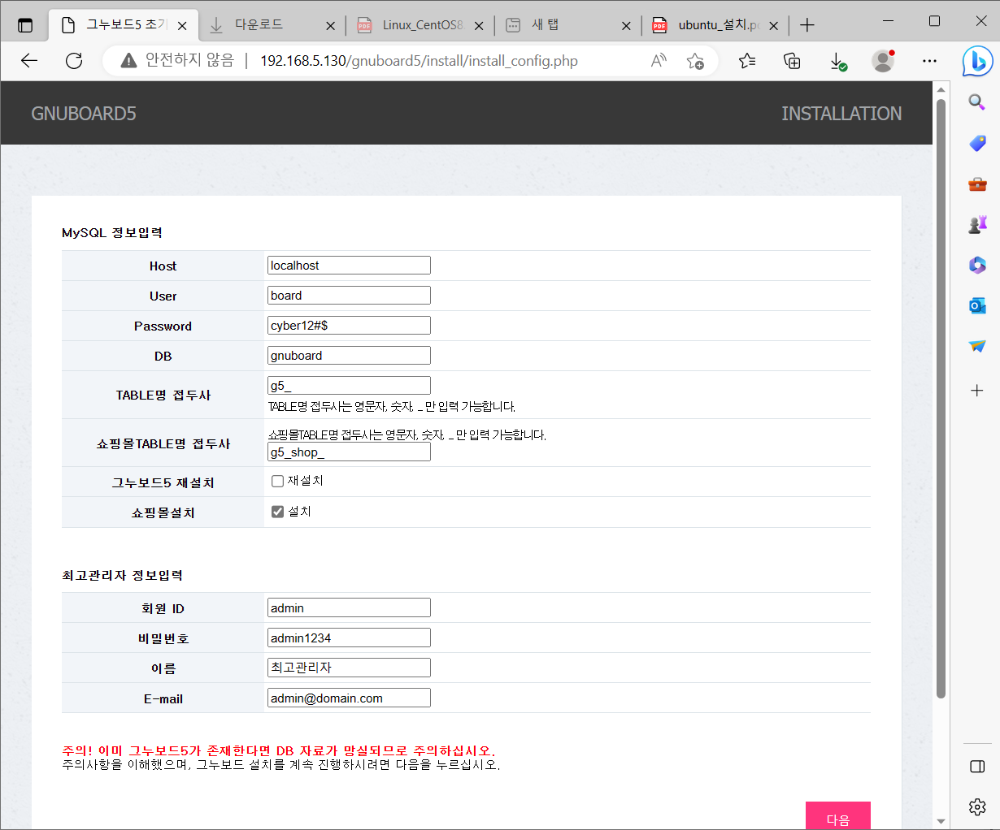 그누보드5 초기
다운로드
Linux_CentOS8
새 탭
ubuntu_설치.pd
안전하지 않음
192.168.5.130/gnuboard5/install/install_config.php
GNUBOARD5
INSTALLATION
MySQL 정보입력
Host
localhost
User
board
Password
cyber12#$
DB
gnuboard
TABLE명 접두사
g5_
TABLE명 접두사는 영문자, 숫자, _ 만 입력 가능합니다.
쇼핑몰TABLE명 접두사
쇼핑몰TABLE명 접두사는 영문자, 숫자, _ 만 입력 가능합니다.
g5_shop_
그누보드5 재설치
재설치
쇼핑몰설치
설치
최고관리자 정보입력
회원 ID
admin
비밀번호
admin1234
이름
최고관리자
E-mail
admin@domain.com
주의! 이미 그누보드5가 존재한다면 DB 자료가 망실되므로 주의하십시오.
주의사항을 이해했으며, 그누보드 설치를 계속 진행하시려면 다음을 누르십시오.
다음